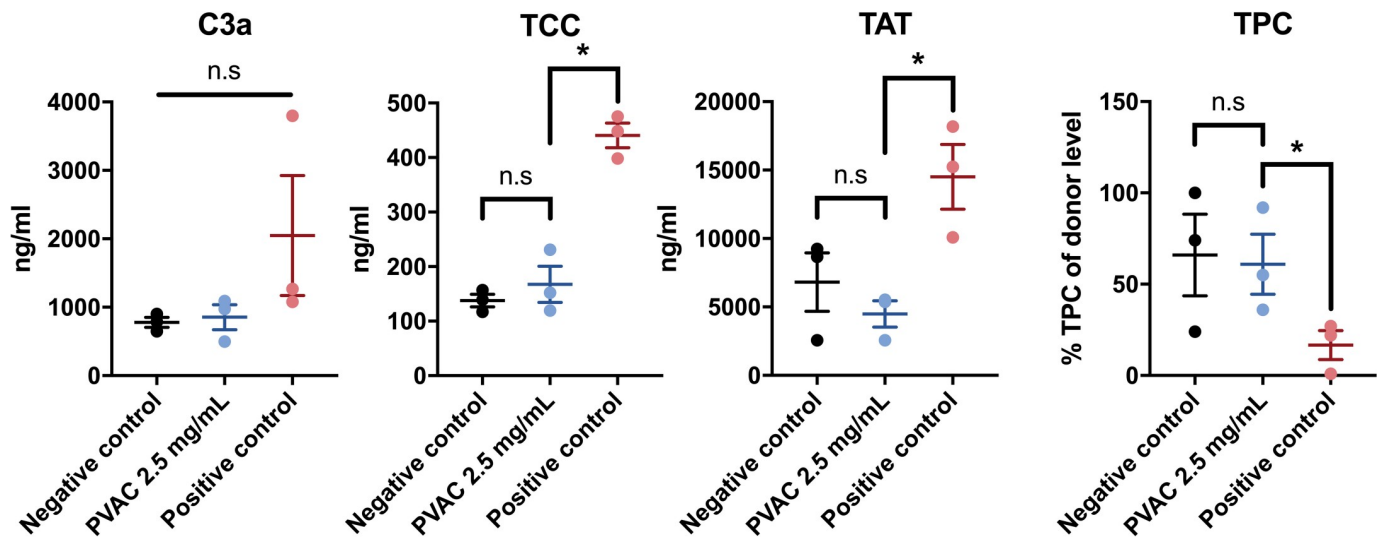 C3a
n.s
4000
3000
2000
1000
0
ng/ml
Negative control
PVAC 2.5 mg/mL
Positive control
TCC
*
n.s
500
400
300
200
100
0
ng/ml
Negative control
PVAC 2.5 mg/mL
Positive control
TAT
*
n.s
20000
15000
10000
5000
0
ng/ml
Negative control
PVAC 2.5 mg/mL
Positive control
TPC
n.s
*
150
100
50
0
% TPC of donor level
Negative control
PVAC 2.5 mg/mL
Positive control